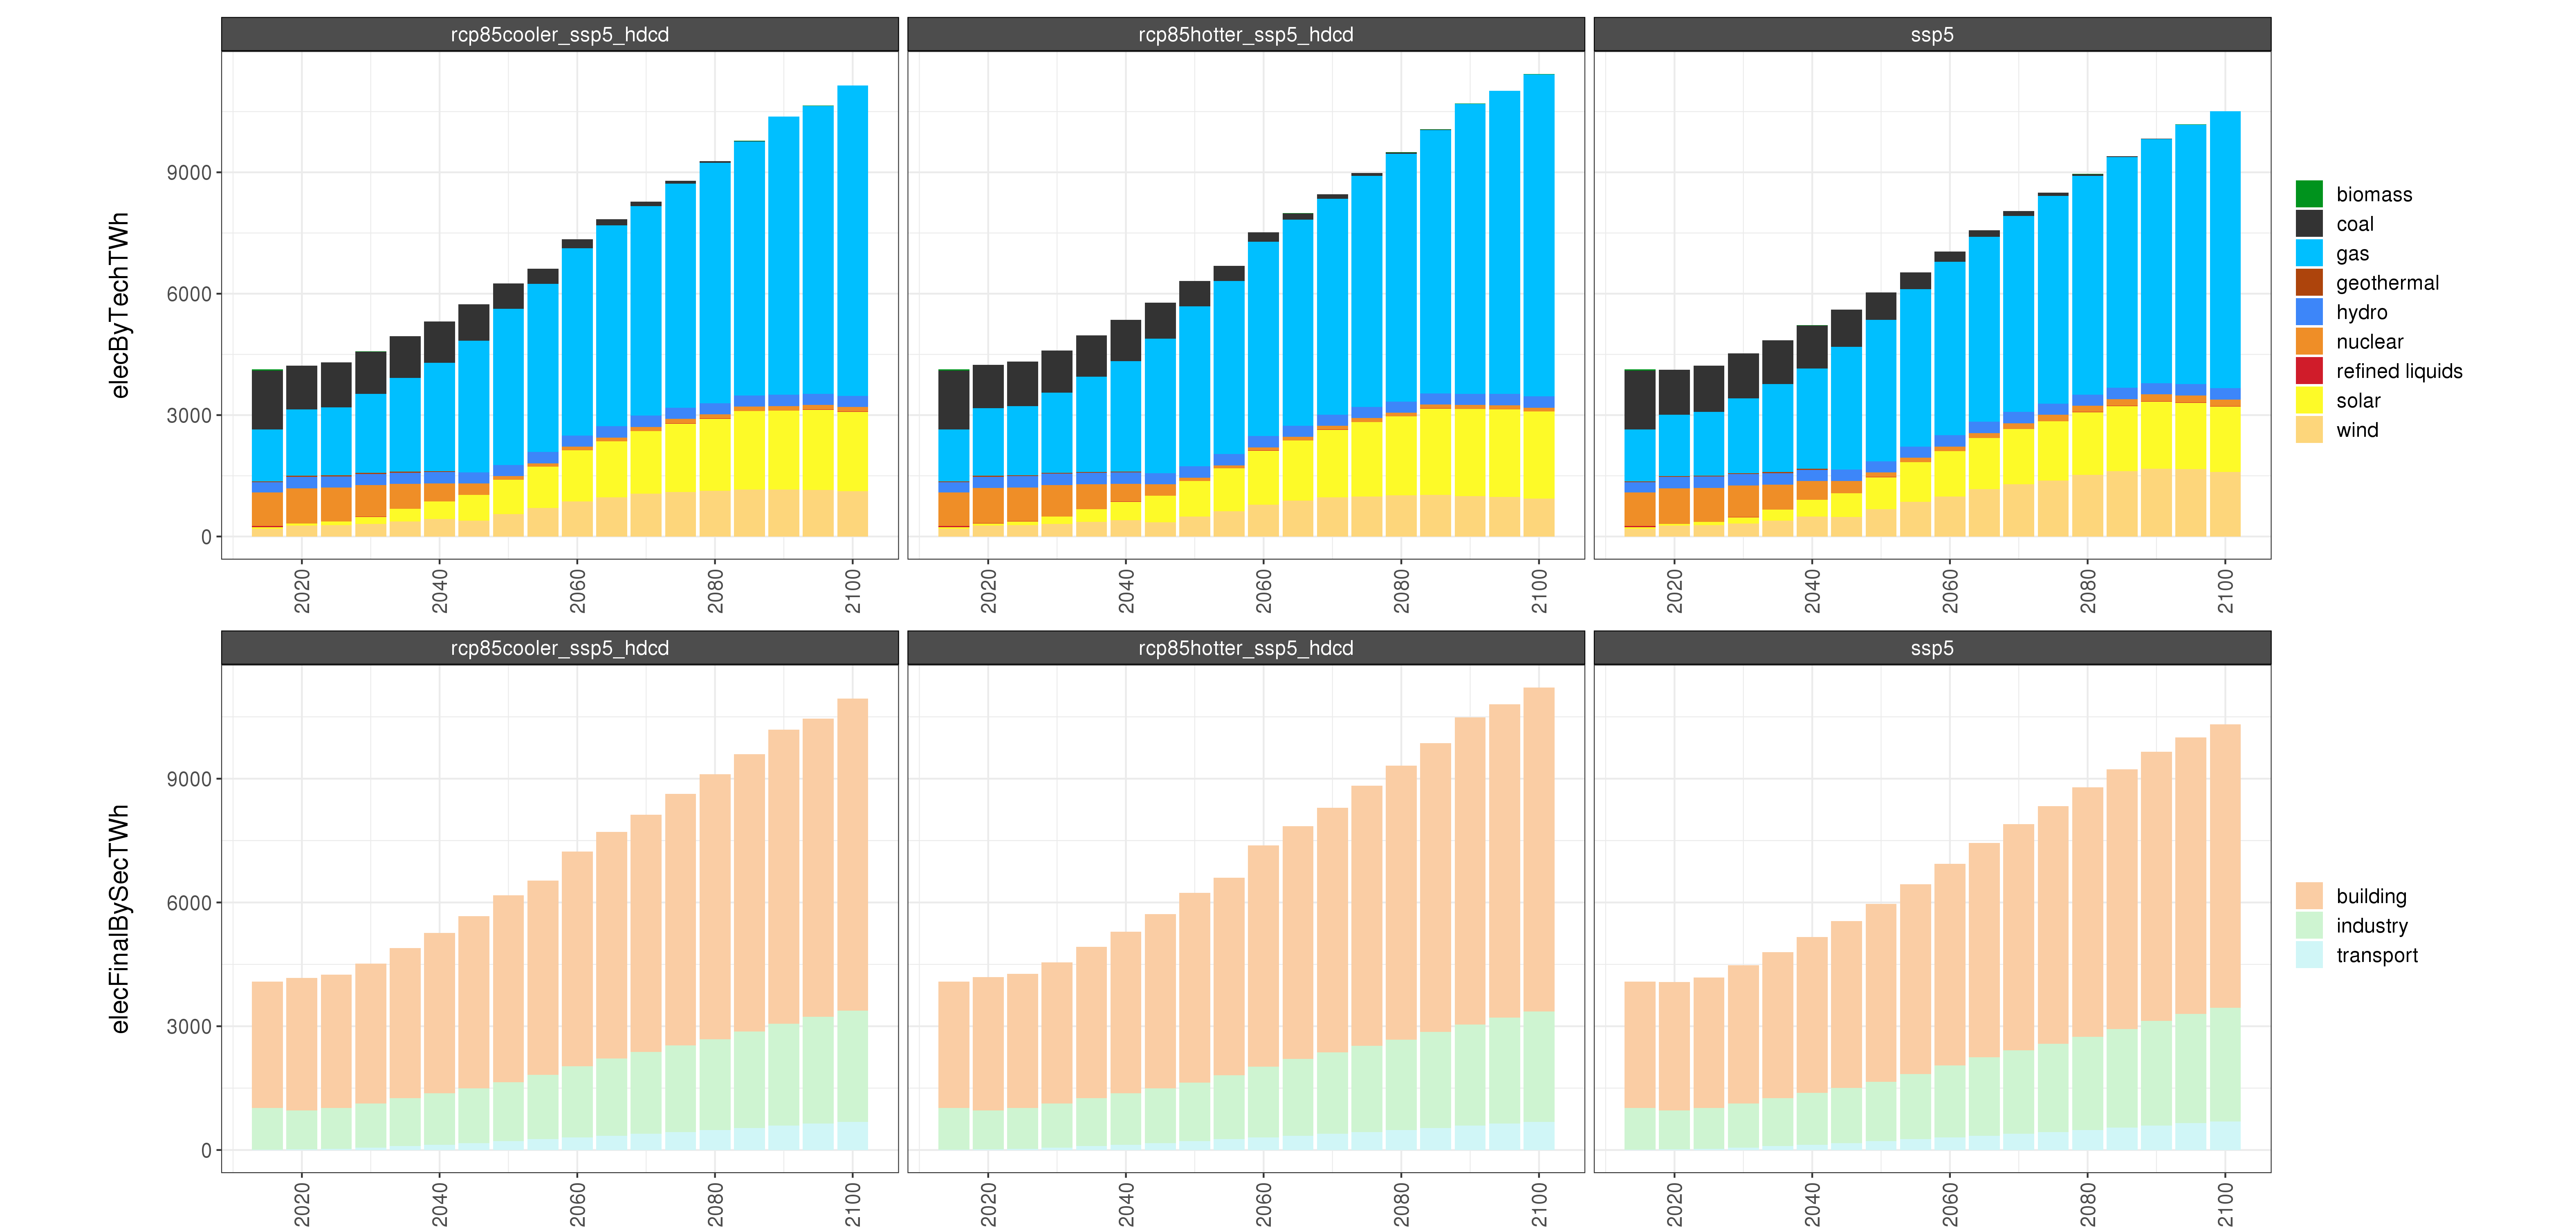 rcp85cooler_ssp5_hdcd
rcp85hotter_ssp5_hdcd
ssp5
elecByTechTWh
9000
6000
3000
0
2020
2040
2060
2080
2100
2020
2040
2060
2080
2100
2020
2040
2060
2080
2100
biomass
coal
gas
geothermal
hydro
nuclear
refined liquids
solar
wind
rcp85cooler_ssp5_hdcd
rcp85hotter_ssp5_hdcd
ssp5
elecFinalBySecTWh
9000
6000
3000
0
2020
2040
2060
2080
2100
2020
2040
2060
2080
2100
2020
2040
2060
2080
2100
building
industry
transport